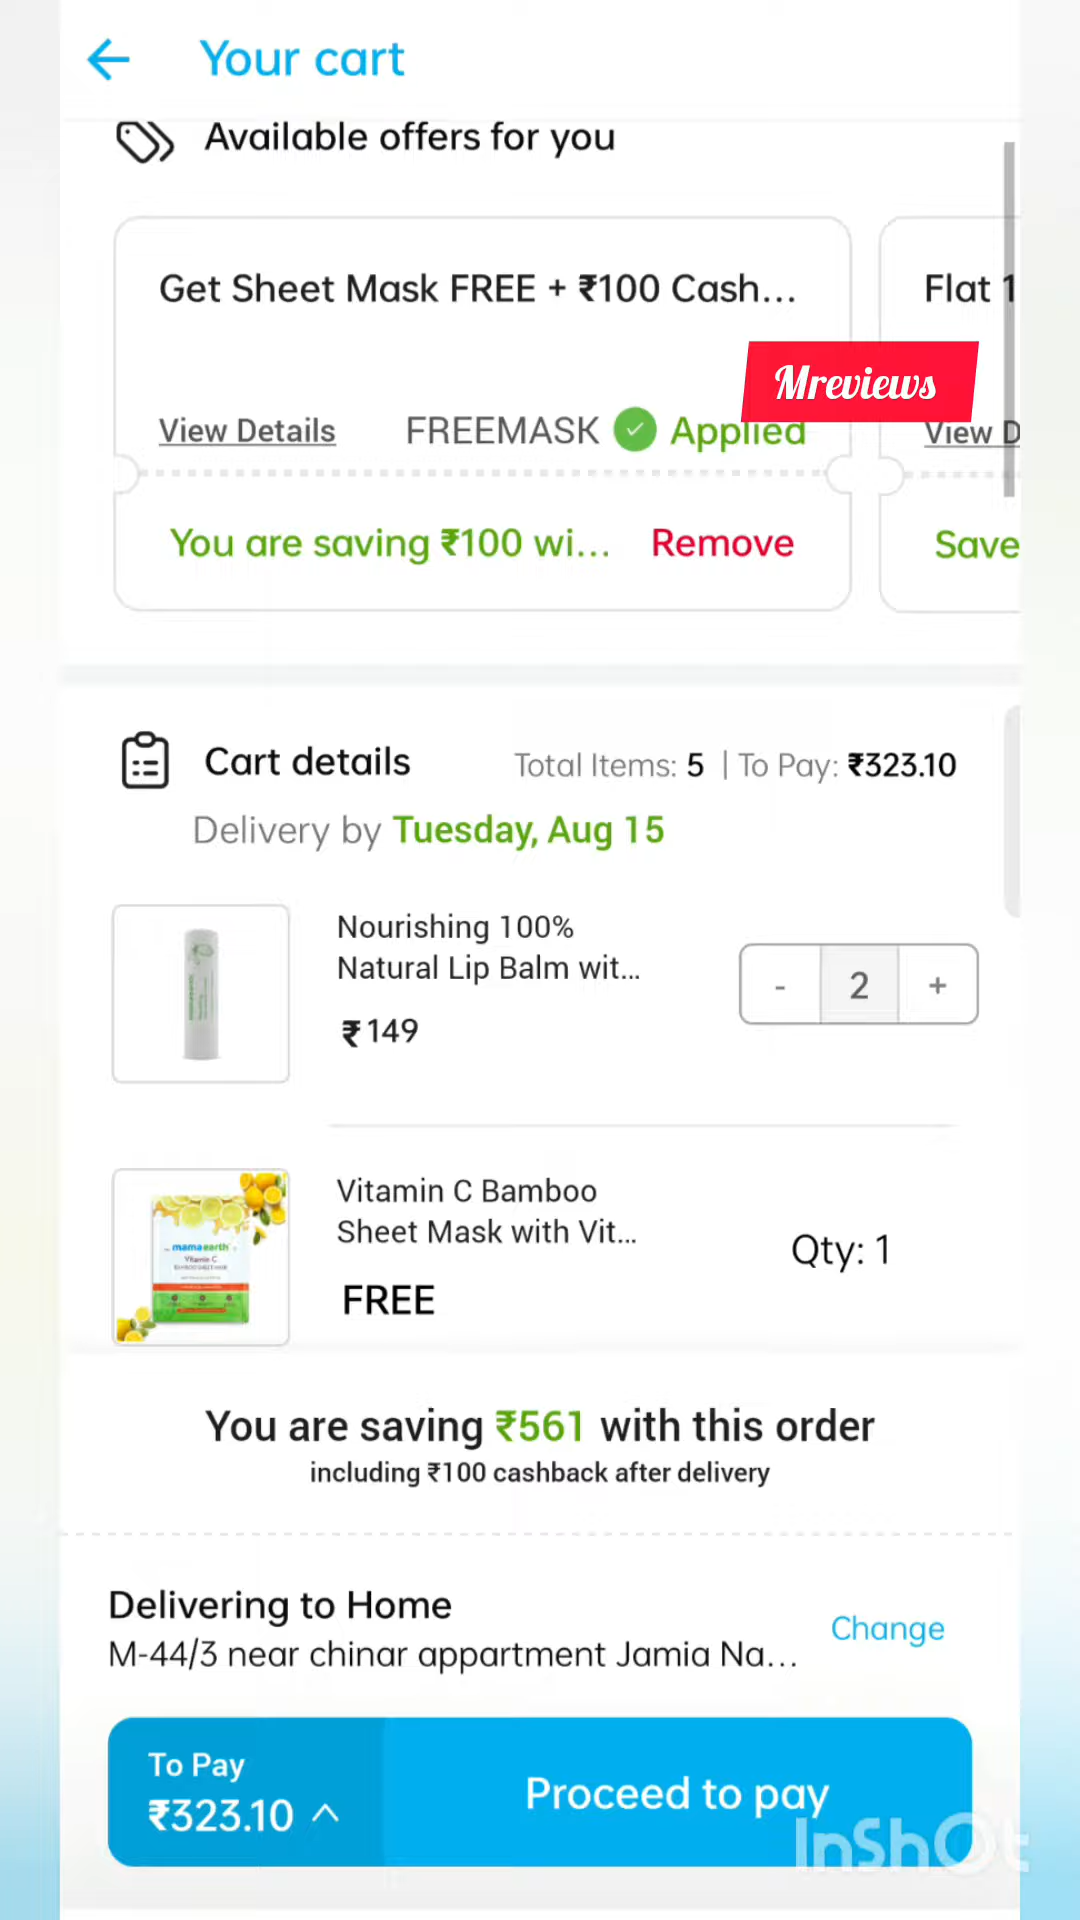 Your cart
Available offers for you
Get Sheet Mask FREE + ₹100 Cash...
Flat 1
Mreviews
View Details
FREEMASK
Applied
View D
You are saving ₹100 wi...
Remove
Save
Cart details
Total Items: 5 | To Pay: ₹323.10
Delivery by Tuesday, Aug 15
Nourishing 100%
Natural Lip Balm wit...
- 2 +
₹149
Vitamin C Bamboo
Sheet Mask with Vit...
Qty: 1
mamaearth
Vitamin C
FREE
You are saving ₹561 with this order
including ₹100 cashback after delivery
Delivering to Home
Change
M-44/3 near chinar appartment Jamia Na...
To Pay
₹323.10
Proceed to pay
InShOt